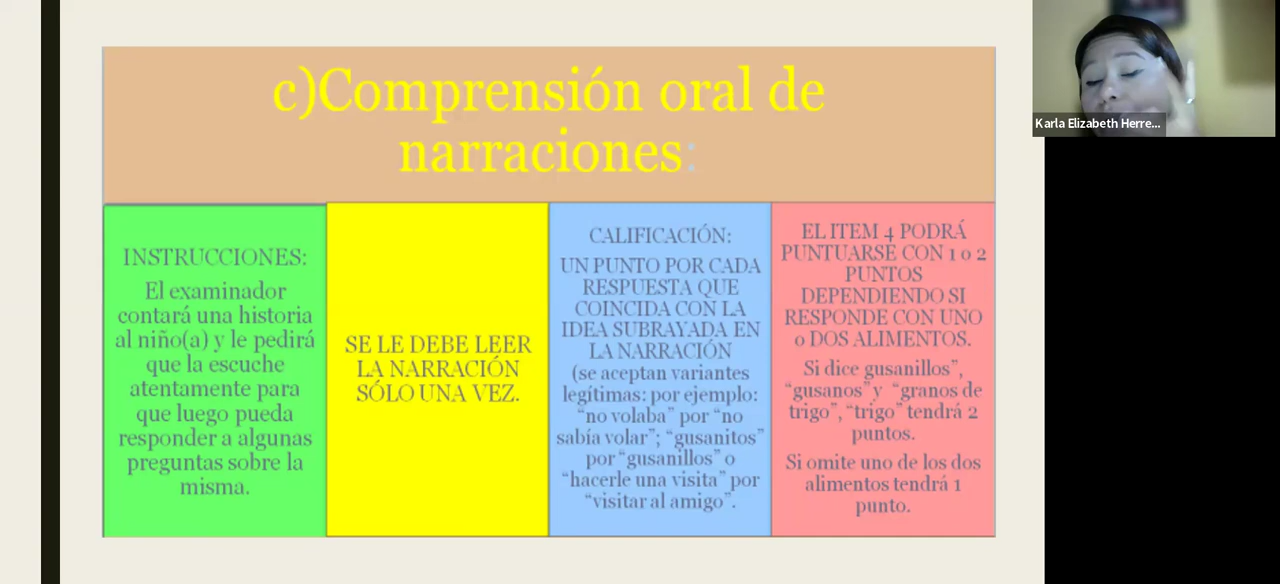 c)Comprensión oral de
narraciones:
INSTRUCCIONES:
El examinador
contará una historia
al niño(a) y le pedirá
que la escuche
atentamente para
que luego pueda
responder a algunas
preguntas sobre la
misma.
SE LE DEBE LEER
LA NARRACIÓN
SÓLO UNA VEZ.
CALIFICACIÓN:
UN PUNTO POR CADA
RESPUESTA QUE
COINCIDA CON LA
IDEA SUBRAYADA EN
LA NARRACIÓN
(se aceptan variantes
legítimas: por ejemplo:
“no volaba” por “no
sabía volar”; “gusanitos”
por “gusanillos” o
“hacerle una visita” por
“visitar al amigo”.
EL ITEM 4 PODRÁ
PUNTUARSE CON 1 o 2
PUNTOS
DEPENDIENDO SI
RESPONDE CON UNO
o DOS ALIMENTOS.
Si dice gusanillos”,
“gusanos” y “granos de
trigo”, “trigo” tendrá 2
puntos.
Si omite uno de los dos
alimentos tendrá 1
punto.
Karla Elizabeth Herre...